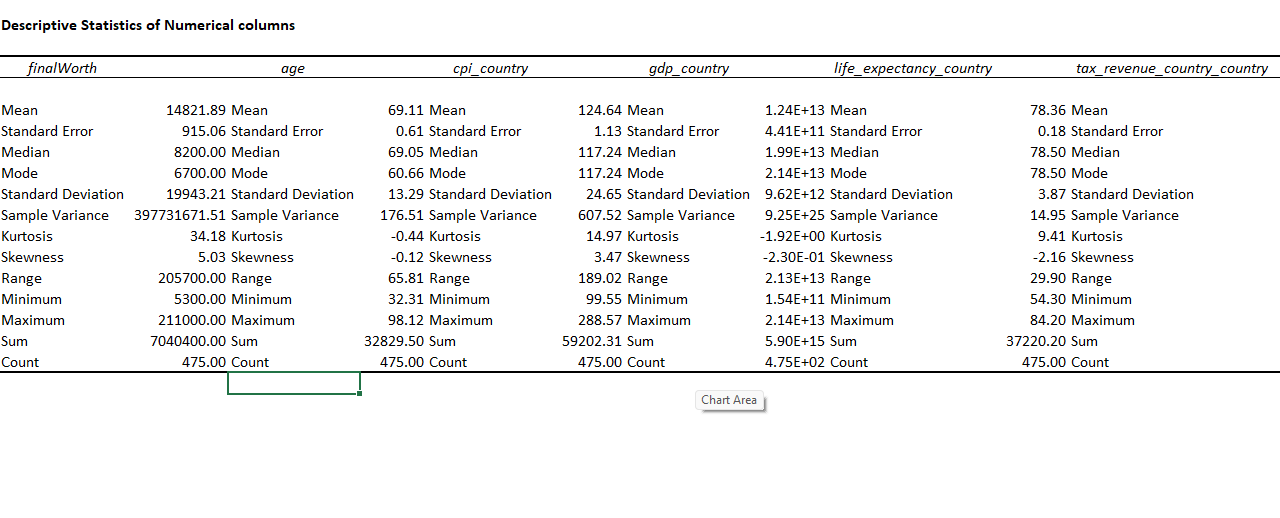 Descriptive Statistics of Numerical columns
finalWorth age cpi_country gdp_country life_expectancy_country tax_revenue_country_country
Mean 14821.89 Mean 69.11 Mean 124.64 Mean 1.24E+13 Mean 78.36 Mean
Standard Error 915.06 Standard Error 0.61 Standard Error 1.13 Standard Error 4.41E+11 Standard Error 0.18 Standard Error
Median 8200.00 Median 69.05 Median 117.24 Median 1.99E+13 Median 78.50 Median
Mode 6700.00 Mode 60.66 Mode 117.24 Mode 2.14E+13 Mode 78.50 Mode
Standard Deviation 19943.21 Standard Deviation 13.29 Standard Deviation 24.65 Standard Deviation 9.62E+12 Standard Deviation 3.87 Standard Deviation
Sample Variance 397731671.51 Sample Variance 176.51 Sample Variance 607.52 Sample Variance 9.25E+25 Sample Variance 14.95 Sample Variance
Kurtosis 34.18 Kurtosis -0.44 Kurtosis 14.97 Kurtosis -1.92E+00 Kurtosis 9.41 Kurtosis
Skewness 5.03 Skewness -0.12 Skewness 3.47 Skewness -2.30E-01 Skewness -2.16 Skewness
Range 205700.00 Range 65.81 Range 189.02 Range 2.13E+13 Range 29.90 Range
Minimum 5300.00 Minimum 32.31 Minimum 99.55 Minimum 1.54E+11 Minimum 54.30 Minimum
Maximum 211000.00 Maximum 98.12 Maximum 288.57 Maximum 2.14E+13 Maximum 84.20 Maximum
Sum 7040400.00 Sum 32829.50 Sum 59202.31 Sum 5.90E+15 Sum 37220.20 Sum
Count 475.00 Count 475.00 Count 475.00 Count 4.75E+02 Count 475.00 Count
Chart Area